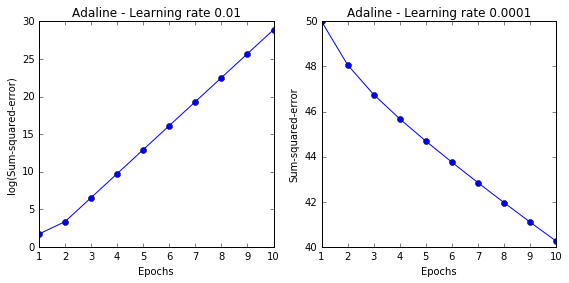 Adaline - Learning rate 0.01
log(Sum-squared-error)
30
25
20
15
10
5
0
1 2 3 4 5 6 7 8 9 10
Epochs
Adaline - Learning rate 0.0001
Sum-squared-error
50
48
46
44
42
40
1 2 3 4 5 6 7 8 9 10
Epochs